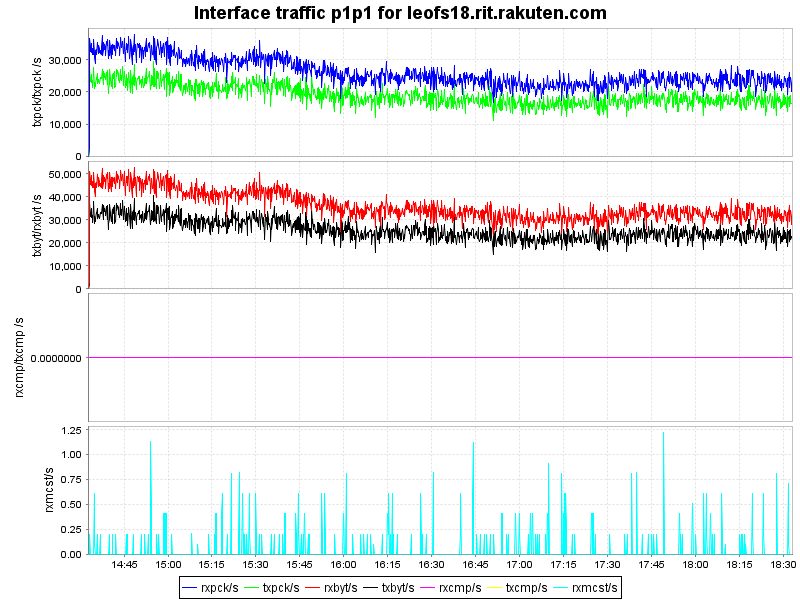 Interface traffic p1p1 for leofs18.rit.rakuten.com
txpck/txpck /s
30,000
20,000
10,000
0
txbyt/rxbyt /s
50,000
40,000
30,000
20,000
10,000
0
rxcmp/txcmp /s
0.0000000
rxmcst/s
1.25
1.00
0.75
0.50
0.25
0.00
14:45 15:00 15:15 15:30 15:45 16:00 16:15 16:30 16:45 17:00 17:15 17:30 17:45 18:00 18:15 18:30
rxpck/s txpck/s rxbyt/s txbyt/s rxcmp/s txcmp/s rxmcst/s